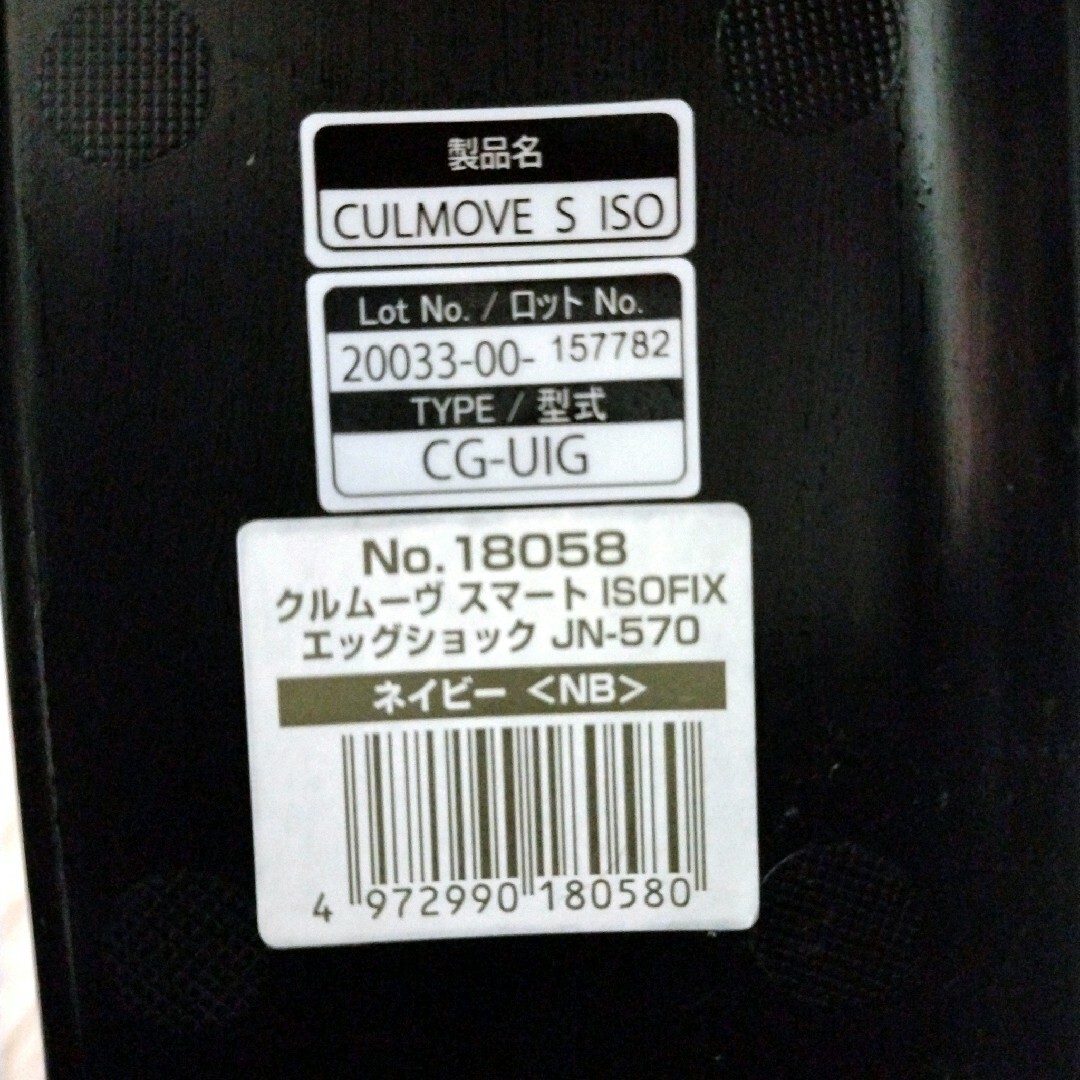 製品名
CULMOVE S ISO
Lot No. / ロット No.
20033-00- 157782
TYPE / 型式
CG-UIG
No.18058
クルムーヴ スマート ISOFIX
エッグショック JN-570
ネイビー <NB>
4 972990 180580